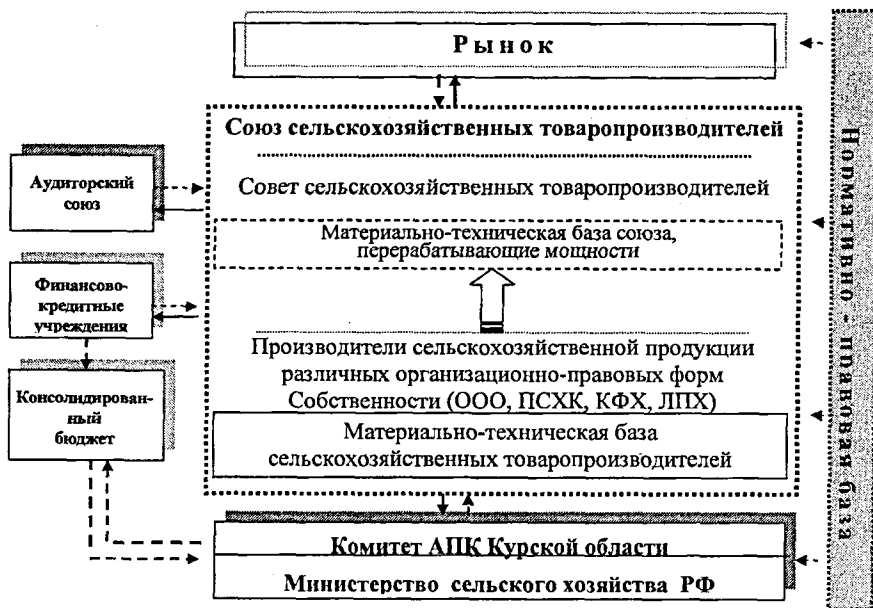 Рынок
Союз сельскохозяйственных товаропроизводителей
Совет сельскохозяйственных товаропроизводителей
Материально-техническая база союза,
перерабатывающие мощности
Производители сельскохозяйственной продукции
различных организационно-правовых форм
Собственности (ООО, ПСХК, КФХ, ЛПХ)
Материально-техническая база
сельскохозяйственных товаропроизводителей
Комитет АПК Курской области
Министерство сельского хозяйства РФ
Аудиторский
союз
Финансово-
кредитные
учреждения
Консолидирован-
ный
бюджет
Нормативно - правовая база